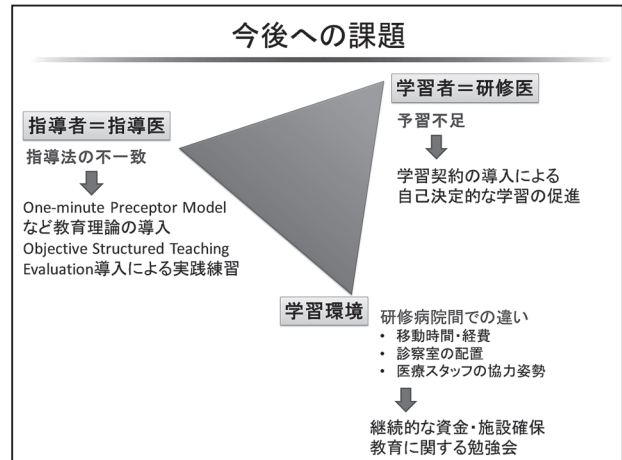 今後への課題
指導者＝指導医
指導法の不一致
One-minute Preceptor Model
など教育理論の導入
Objective Structured Teaching
Evaluation導入による実践練習
学習者＝研修医
予習不足
学習契約の導入による
自己決定的な学習の促進
学習環境
研修病院間での違い
• 移動時間・経費
• 診察室の配置
• 医療スタッフの協力姿勢
継続的な資金・施設確保
教育に関する勉強会